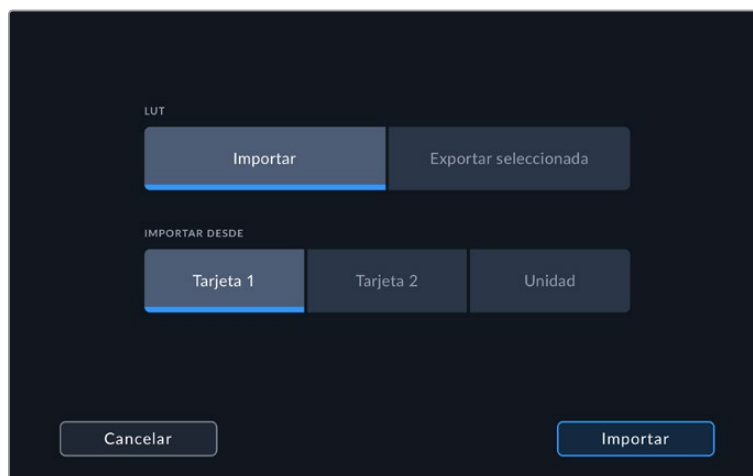 LUT
Importar Exportar seleccionada
IMPORTAR DESDE
Tarjeta 1 Tarjeta 2 Unidad
Cancelar Importar